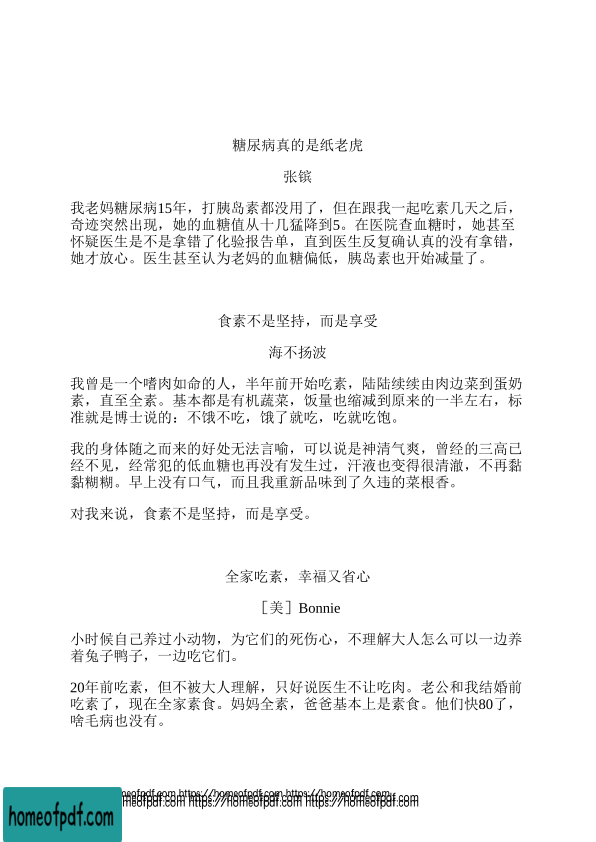 糖尿病真的是纸老虎
张镔
我老妈糖尿病15年，打胰岛素都没用了，但在跟我一起吃素几天之后，
奇迹突然出现，她的血糖值从十几猛降到5。在医院查血糖时，她甚至
怀疑医生是不是拿错了化验报告单，直到医生反复确认真的没有拿错，
她才放心。医生甚至认为老妈的血糖偏低，胰岛素也开始减量了。
食素不是坚持，而是享受
海不扬波
我曾是一个嗜肉如命的人，半年前开始吃素，陆陆续续由肉边菜到蛋奶
素，直至全素。基本都是有机蔬菜，饭量也缩减到原来的一半左右，标
准就是博士说的：不饿不吃，饿了就吃，吃就吃饱。
我的身体随之而来的好处无法言喻，可以说是神清气爽，曾经的三高已
经不见，经常犯的低血糖也再没有发生过，汗液也变得很清澈，不再黏
黏糊糊。早上没有口气，而且我重新品味到了久违的菜根香。
对我来说，食素不是坚持，而是享受。
全家吃素，幸福又省心
［美］Bonnie
小时候自己养过小动物，为它们的死伤心，不理解大人怎么可以一边养
着兔子鸭子，一边吃它们。
20年前吃素，但不被大人理解，只好说医生不让吃肉。老公和我结婚前
吃素了，现在全家素食。妈妈全素，爸爸基本上是素食。他们快80了，
啥毛病也没有。
homeofpdf.com https://homeofpdf.com https://homeofpdf.com
homeofpdf.com https://homeofpdf.com https://homeofpdf.com
homeofpdf.com